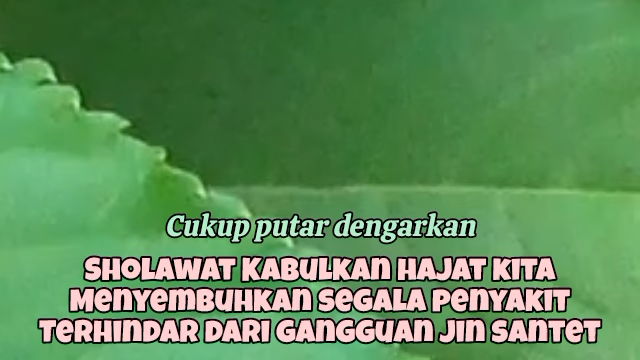 Cukup putar dengarkan
SHOLAWAT KABULKAN HAJAT KITA
MENYEMBUHKAN SEGALA PENYAKIT
TERHINDAR DARI GANGGUAN JIN SANTET